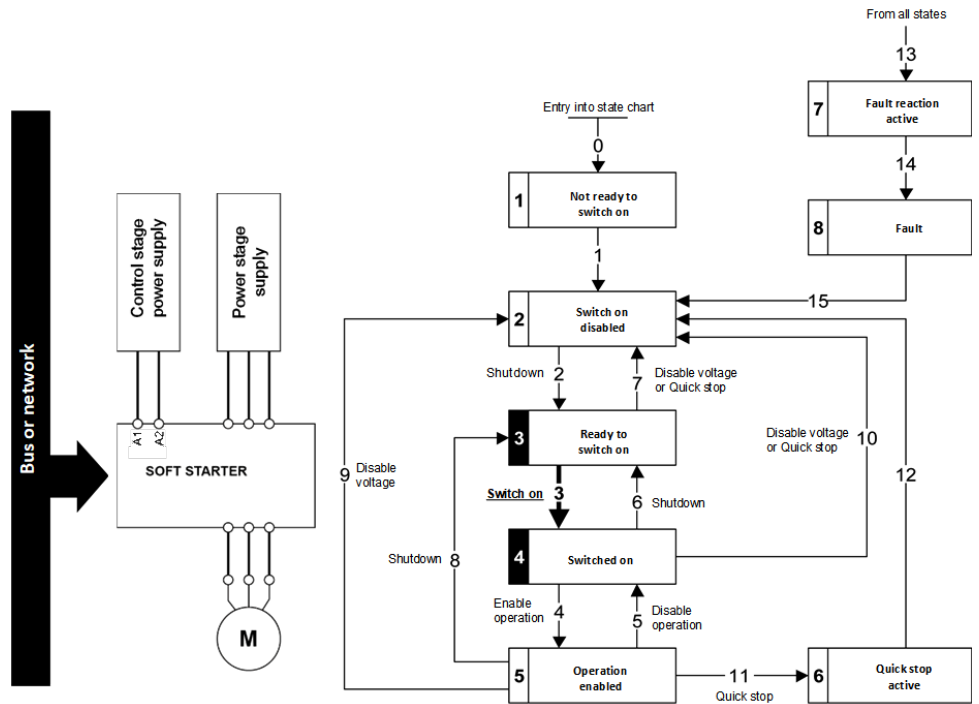 From all states
13
7
Fault reaction
active
14
8
Fault
15
Entry into state chart
0
1
Not ready to
switch on
1
2
Switch on
disabled
Shutdown
2
7
Disable voltage
or Quick stop
3
Ready to
switch on
Switch on
3
6
Shutdown
4
Switched on
Enable
operation
4
5
Disable
operation
5
Operation
enabled
11
Quick stop
6
Quick stop
active
9
Disable
voltage
Shutdown
8
Disable voltage
or Quick stop
10
12
Bus or network
Control stage
power supply
Power stage
supply
A1
A2
SOFT STARTER
M